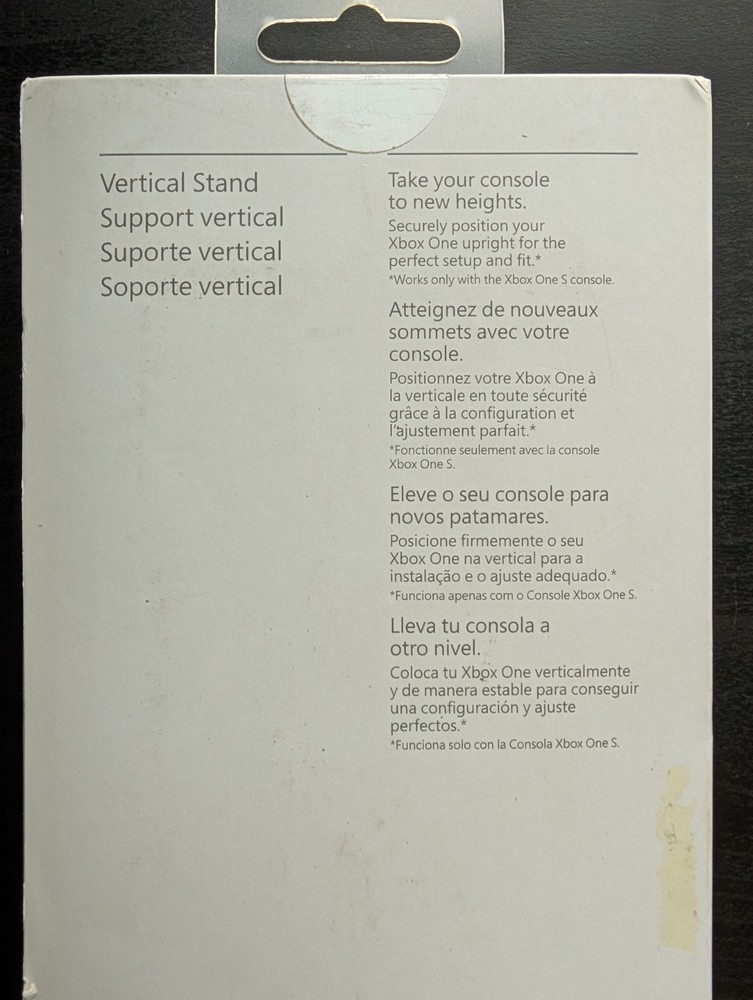 Vertical Stand
Support vertical
Suporte vertical
Soporte vertical
Take your console
to new heights.
Securely position your
Xbox One upright for the
perfect setup and fit.*
*Works only with the Xbox One S console.
Atteignez de nouveaux
sommets avec votre
console.
Positionnez votre Xbox One à
la verticale en toute sécurité
grâce à la configuration et
l'ajustement parfait.*
*Fonctionne seulement avec la console
Xbox One S.
Eleve o seu console para
novos patamares.
Posicione firmemente o seu
Xbox One na vertical para a
instalação e o ajuste adequado.*
*Funciona apenas com o Console Xbox One S.
Lleva tu consola a
otro nivel.
Coloca tu Xbox One verticalmente
y de manera estable para conseguir
una configuración y ajuste
perfectos.*
*Funciona solo con la Consola Xbox One S.